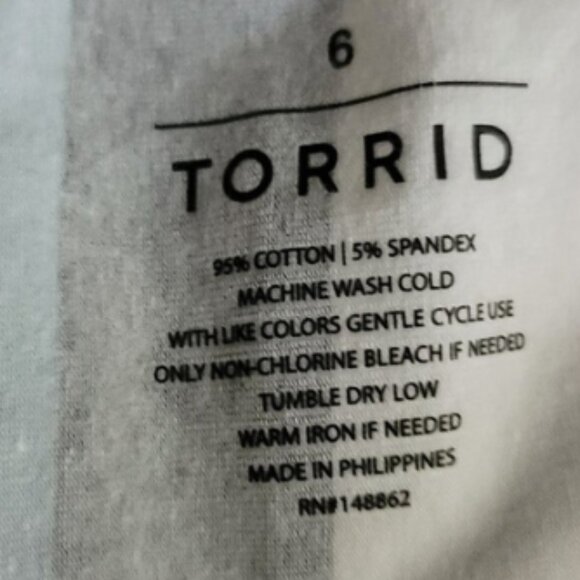 6
TORRID
95% COTTON | 5% SPANDEX
MACHINE WASH COLD
WITH LIKE COLORS GENTLE CYCLE USE
ONLY NON-CHLORINE BLEACH IF NEEDED
TUMBLE DRY LOW
WARM IRON IF NEEDED
MADE IN PHILIPPINES
RN#148862